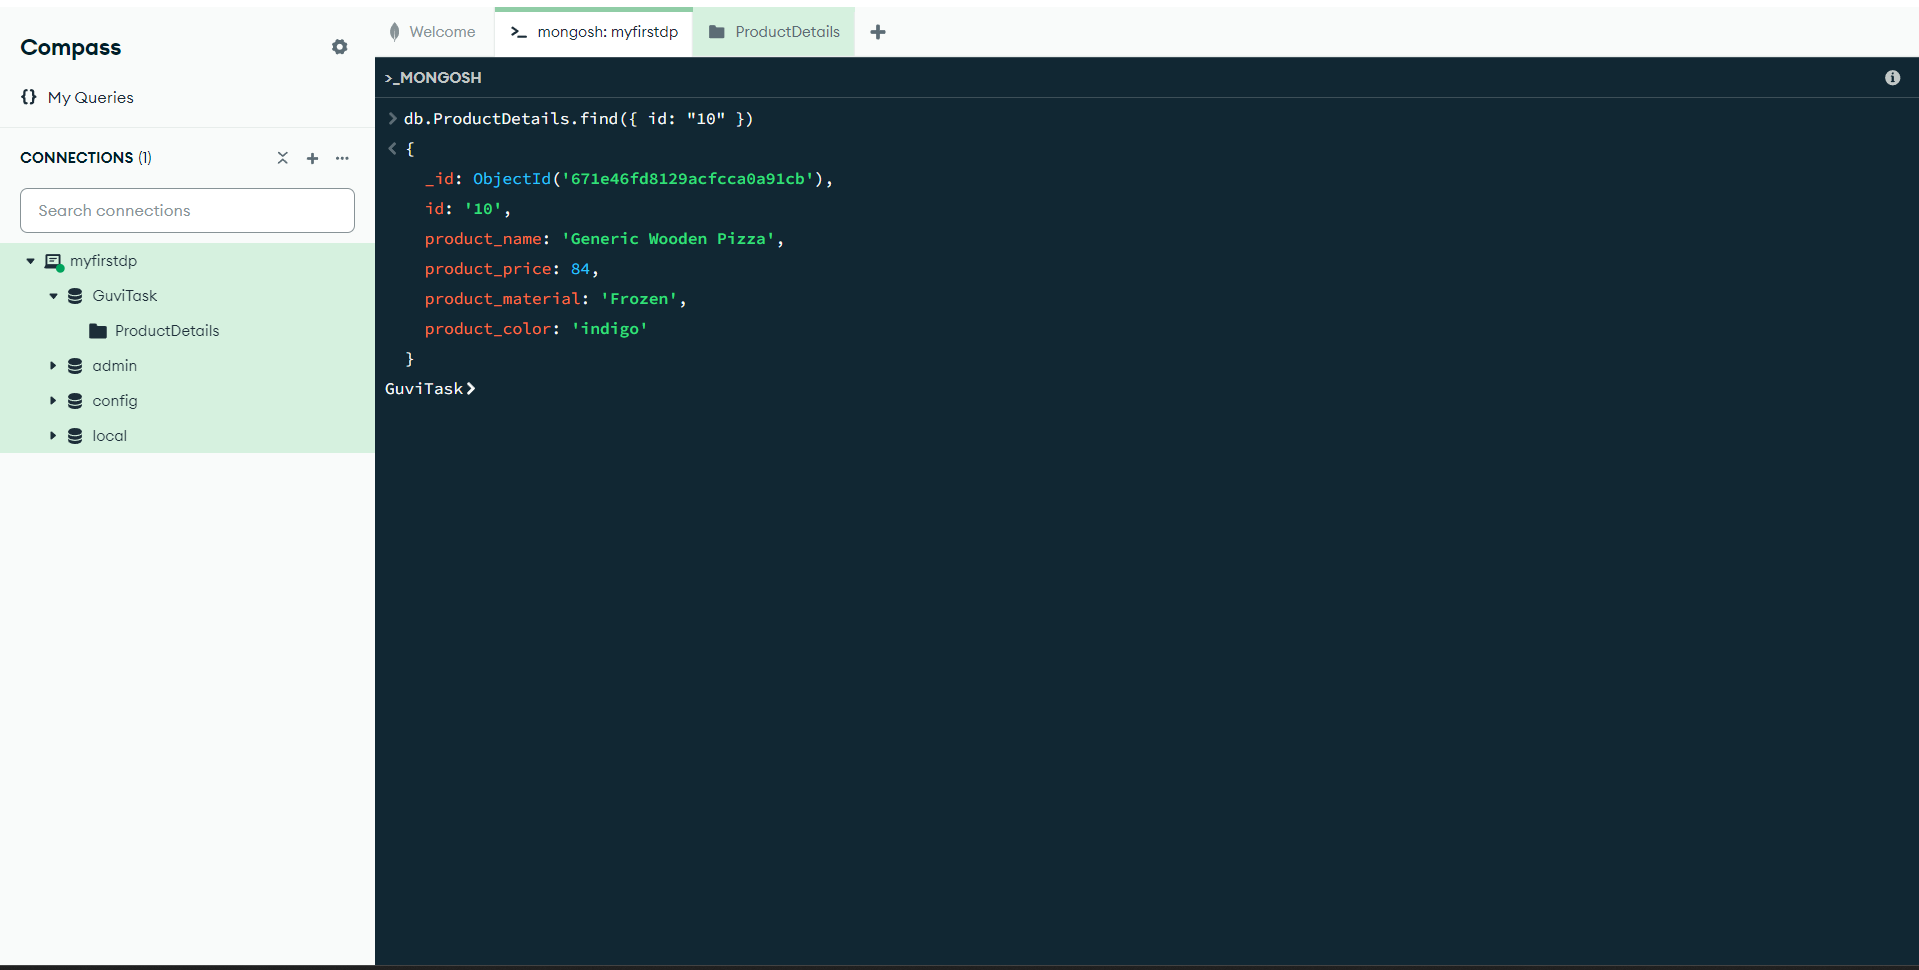 Compass
{} My Queries
CONNECTIONS (1)
Search connections
myfirstdp
GuviTask
ProductDetails
admin
config
local
Welcome
>_ mongosh: myfirstdp
ProductDetails
>_MONGOSH
> db.ProductDetails.find({ id: "10" })
< {
_id: ObjectId('671e46fd8129acfcca0a91cb'),
id: '10',
product_name: 'Generic Wooden Pizza',
product_price: 84,
product_material: 'Frozen',
product_color: 'indigo'
}
GuviTask>